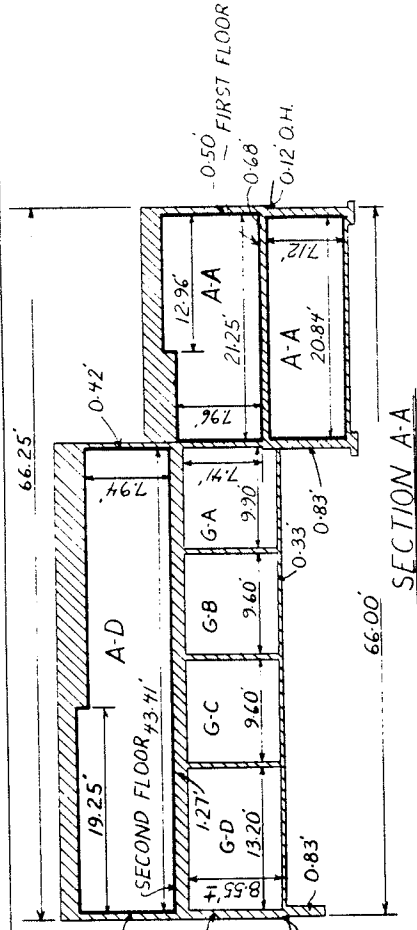 66.25'
0.42'
0.50'
FIRST FLOOR
0.68'
0.12' O.H.
12.96'
A-A
7.96'
21.25'
7.12'
A-A
20.84'
19.25'
A-D
7.94'
SECOND FLOOR 43.41'
1.27'
7.41'
G-A
9.90'
G-B
9.60'
G-C
9.60'
G-D
13.20'
8.55' ±
0.33'
0.83'
0.83'
66.00'
SECTION A-A